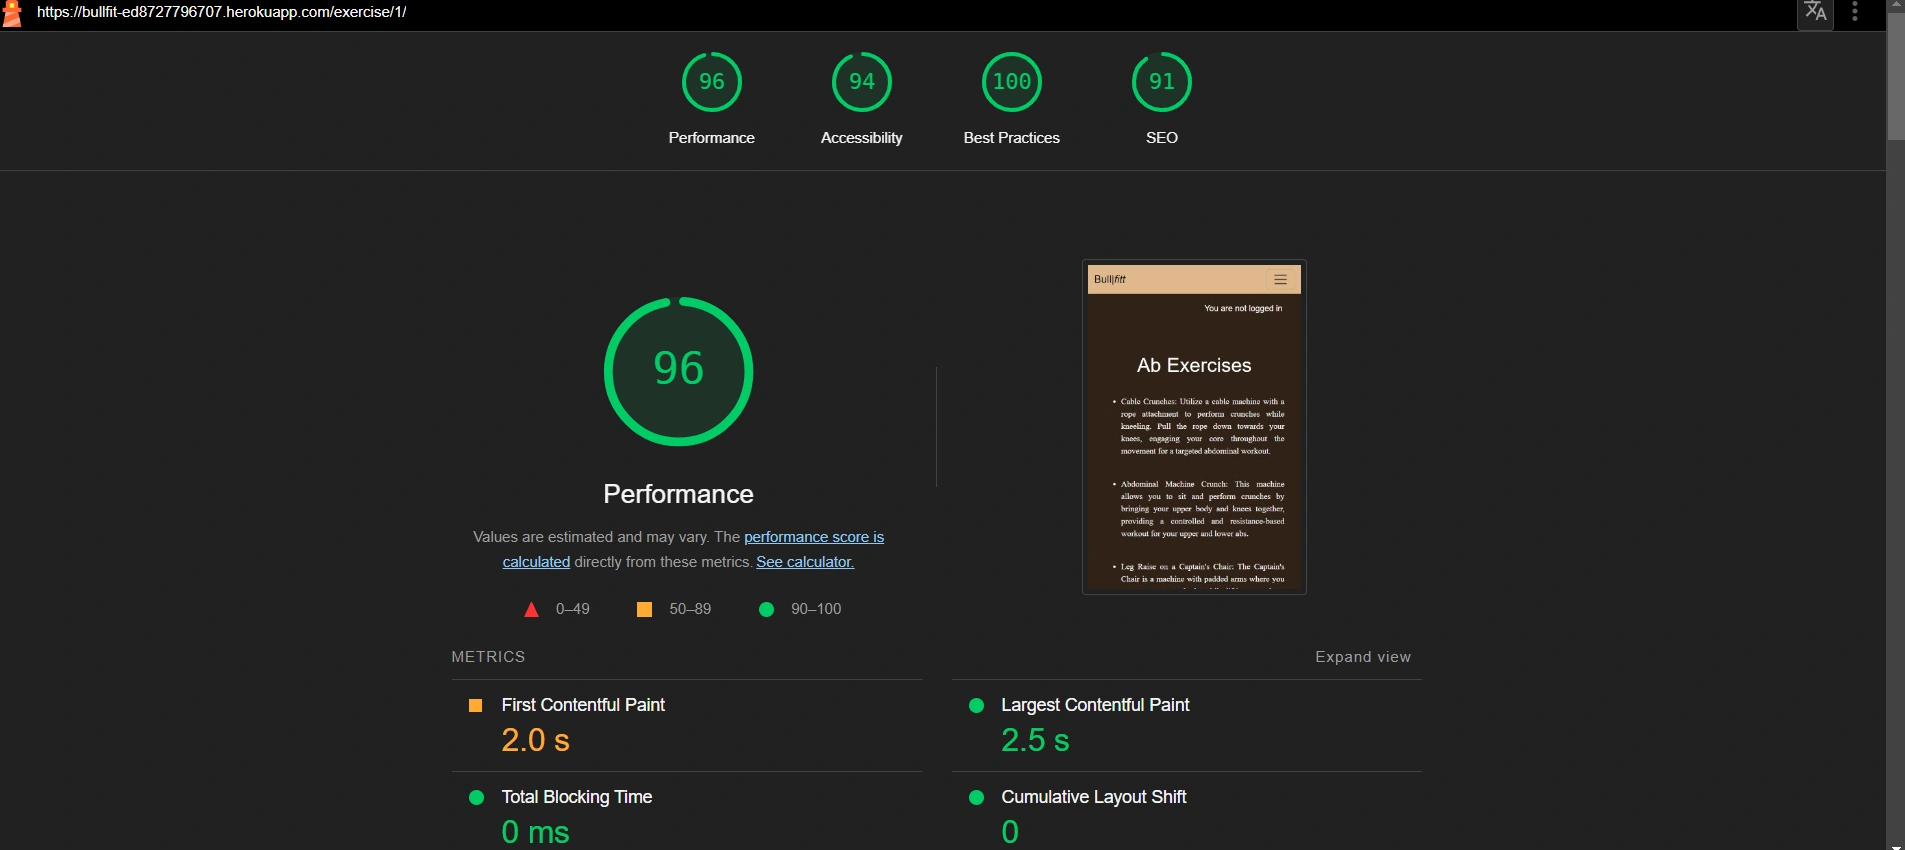 https://bullfit-ed8727796707.herokuapp.com/exercise/1/
96
94
100
91
Performance
Accessibility
Best Practices
SEO
96
Performance
Values are estimated and may vary. The performance score is
calculated directly from these metrics. See calculator.
0–49
50–89
90–100
Bull|fitt
You are not logged in
Ab Exercises
• Cable Crunches: Utilize a cable machine with a
rope attachment to perform crunches while
kneeling. Pull the rope down towards your
knees, engaging your core throughout the
movement for a targeted abdominal workout.
• Abdominal Machine Crunch: This machine
allows you to sit and perform crunches by
bringing your upper body and knees together,
providing a controlled and resistance-based
workout for your upper and lower abs.
• Leg Raise on a Captain's Chair: The Captain's
Chair is a machine with padded arms where you
METRICS
Expand view
First Contentful Paint
2.0 s
Largest Contentful Paint
2.5 s
Total Blocking Time
0 ms
Cumulative Layout Shift
0